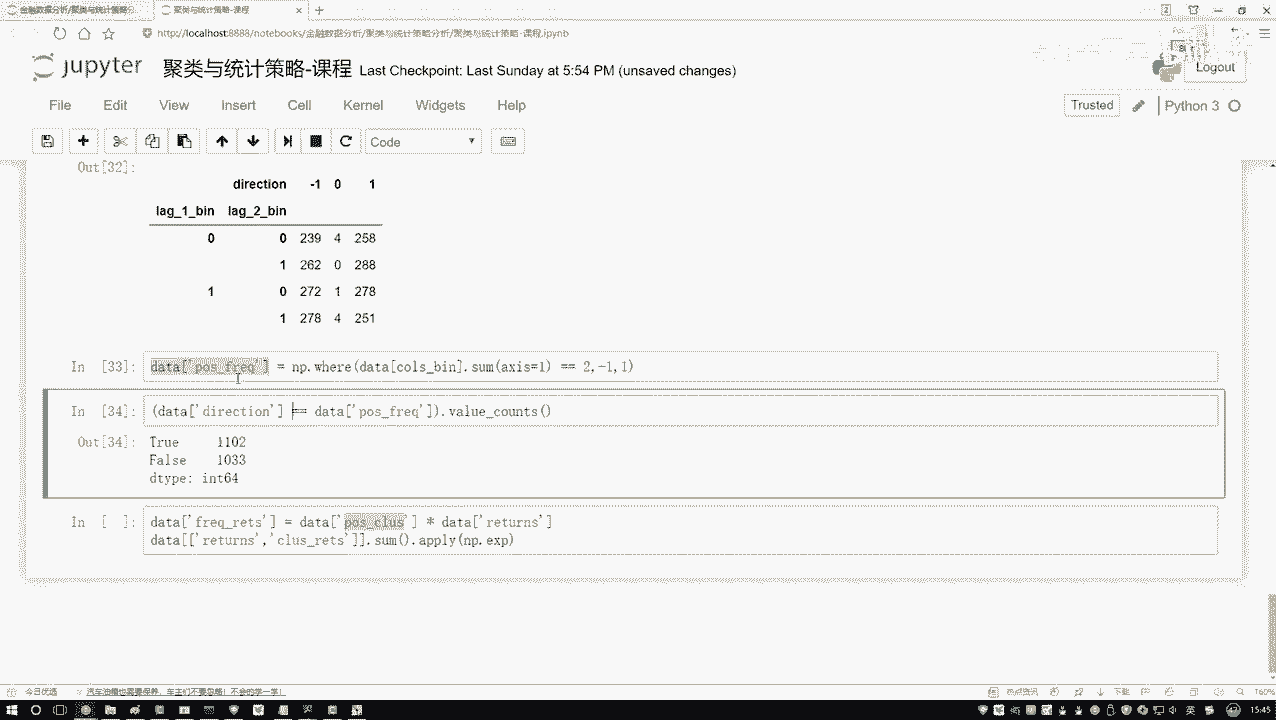 金融数据分析/聚类与统计策略分
聚类与统计策略-课程
http://localhost:8888/notebooks/金融数据分析/聚类与统计策略分析/聚类与统计策略-课程.ipynb
jupyter 聚类与统计策略-课程 Last Checkpoint: Last Sunday at 5:54 PM (unsaved changes)
Logout
File Edit View Insert Cell Kernel Widgets Help
Trusted Python 3
Code
Out[32]:
direction -1 0 1
lag_1_bin lag_2_bin
0 0 239 4 258
1 262 0 288
1 0 272 1 278
1 278 4 251
In [33]: data['pos_freq'] = np.where(data[cols_bin].sum(axis=1) == 2,-1,1)
In [34]: (data['direction'] == data['pos_freq']).value_counts()
Out[34]: True 1102
False 1033
dtype: int64
In [ ]: data['freq_rets'] = data['pos_clus'] * data['returns']
data[['returns','clus_rets']].sum().apply(np.exp)
今日优选 汽车油箱也需要保养，车主们不要忽略！不会的学一掌！
热点资讯 下载 160%
15:45